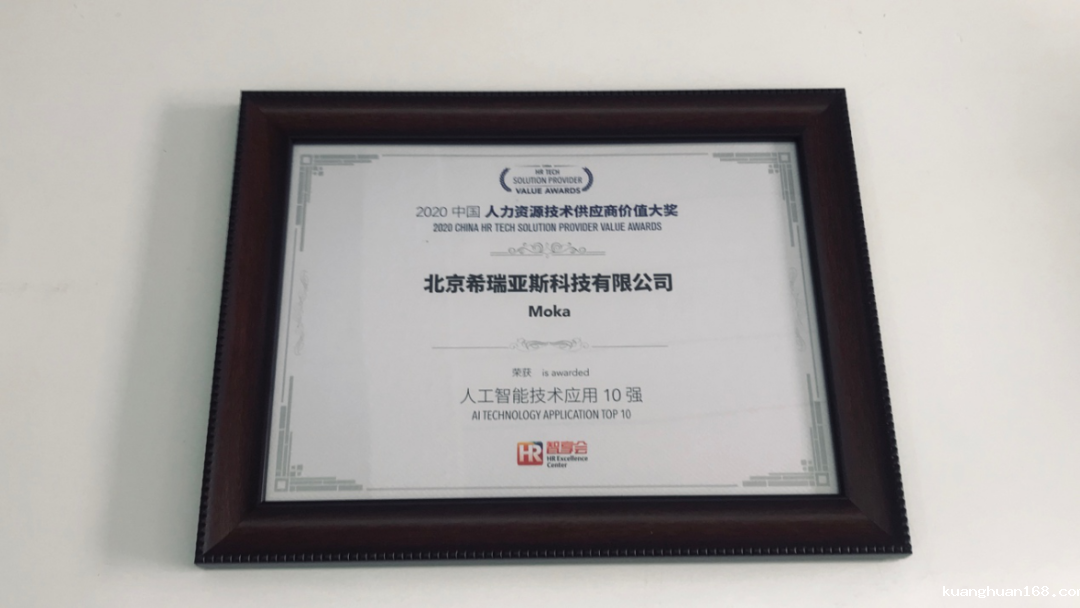 HR TECH
SOLUTION PROVIDER
VALUE AWARDS
2020 中国 人力资源技术供应商价值大奖
2020 CHINA HR TECH SOLUTION PROVIDER VALUE AWARDS
北京希瑞亚斯科技有限公司
Moka
荣获 is awarded
人工智能技术应用 10 强
AI TECHNOLOGY APPLICATION TOP 10
HR 智享会
HR Excellence
Center
kuanghuan168.com